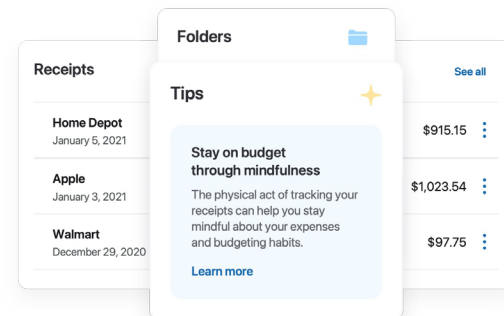 Folders
Receipts
See all
Tips
Home Depot
January 5, 2021
$915.15
Apple
January 3, 2021
$1,023.54
Walmart
December 29, 2020
$97.75
Stay on budget
through mindfulness
The physical act of tracking your
receipts can help you stay
mindful about your expenses
and budgeting habits.
Learn more